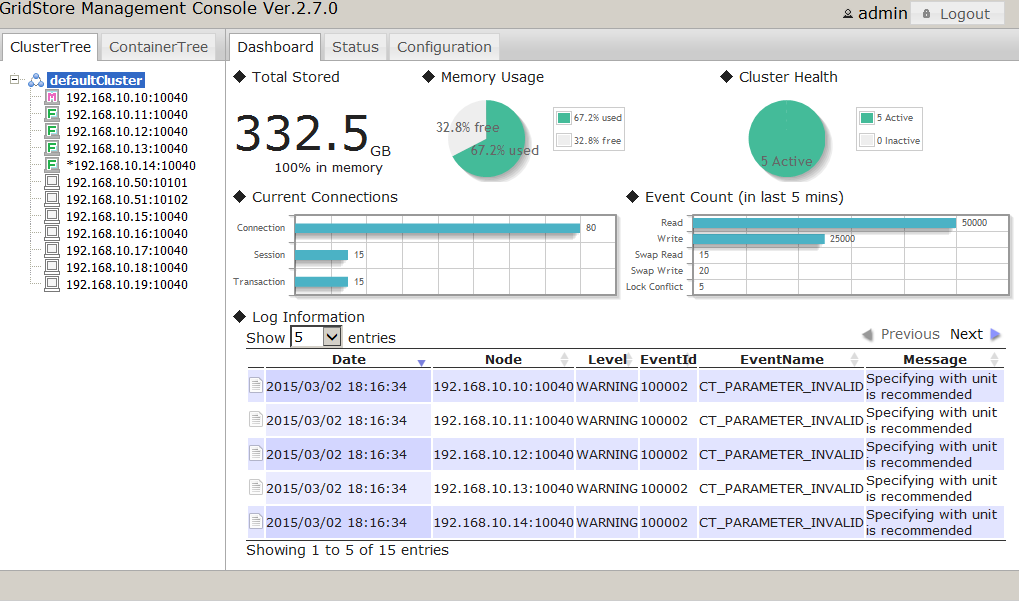 GridStore Management Console Ver.2.7.0
admin Logout
ClusterTree ContainerTree
Dashboard Status Configuration
defaultCluster
M 192.168.10.10:10040
F 192.168.10.11:10040
F 192.168.10.12:10040
F 192.168.10.13:10040
F *192.168.10.14:10040
192.168.10.50:10101
192.168.10.51:10102
192.168.10.15:10040
192.168.10.16:10040
192.168.10.17:10040
192.168.10.18:10040
192.168.10.19:10040
Total Stored
332.5 GB
100% in memory
Memory Usage
32.8% free
67.2% used
67.2% used
32.8% free
Cluster Health
5 Active
5 Active
0 Inactive
Current Connections
Connection 80
Session 15
Transaction 15
Event Count (in last 5 mins)
Read 50000
Write 25000
Swap Read 15
Swap Write 20
Lock Conflict 5
Log Information
Show 5 entries
Previous Next
Date Node Level EventId EventName Message
2015/03/02 18:16:34 192.168.10.10:10040 WARNING 100002 CT_PARAMETER_INVALID Specifying with unit
is recommended
2015/03/02 18:16:34 192.168.10.11:10040 WARNING 100002 CT_PARAMETER_INVALID Specifying with unit
is recommended
2015/03/02 18:16:34 192.168.10.12:10040 WARNING 100002 CT_PARAMETER_INVALID Specifying with unit
is recommended
2015/03/02 18:16:34 192.168.10.13:10040 WARNING 100002 CT_PARAMETER_INVALID Specifying with unit
is recommended
2015/03/02 18:16:34 192.168.10.14:10040 WARNING 100002 CT_PARAMETER_INVALID Specifying with unit
is recommended
Showing 1 to 5 of 15 entries